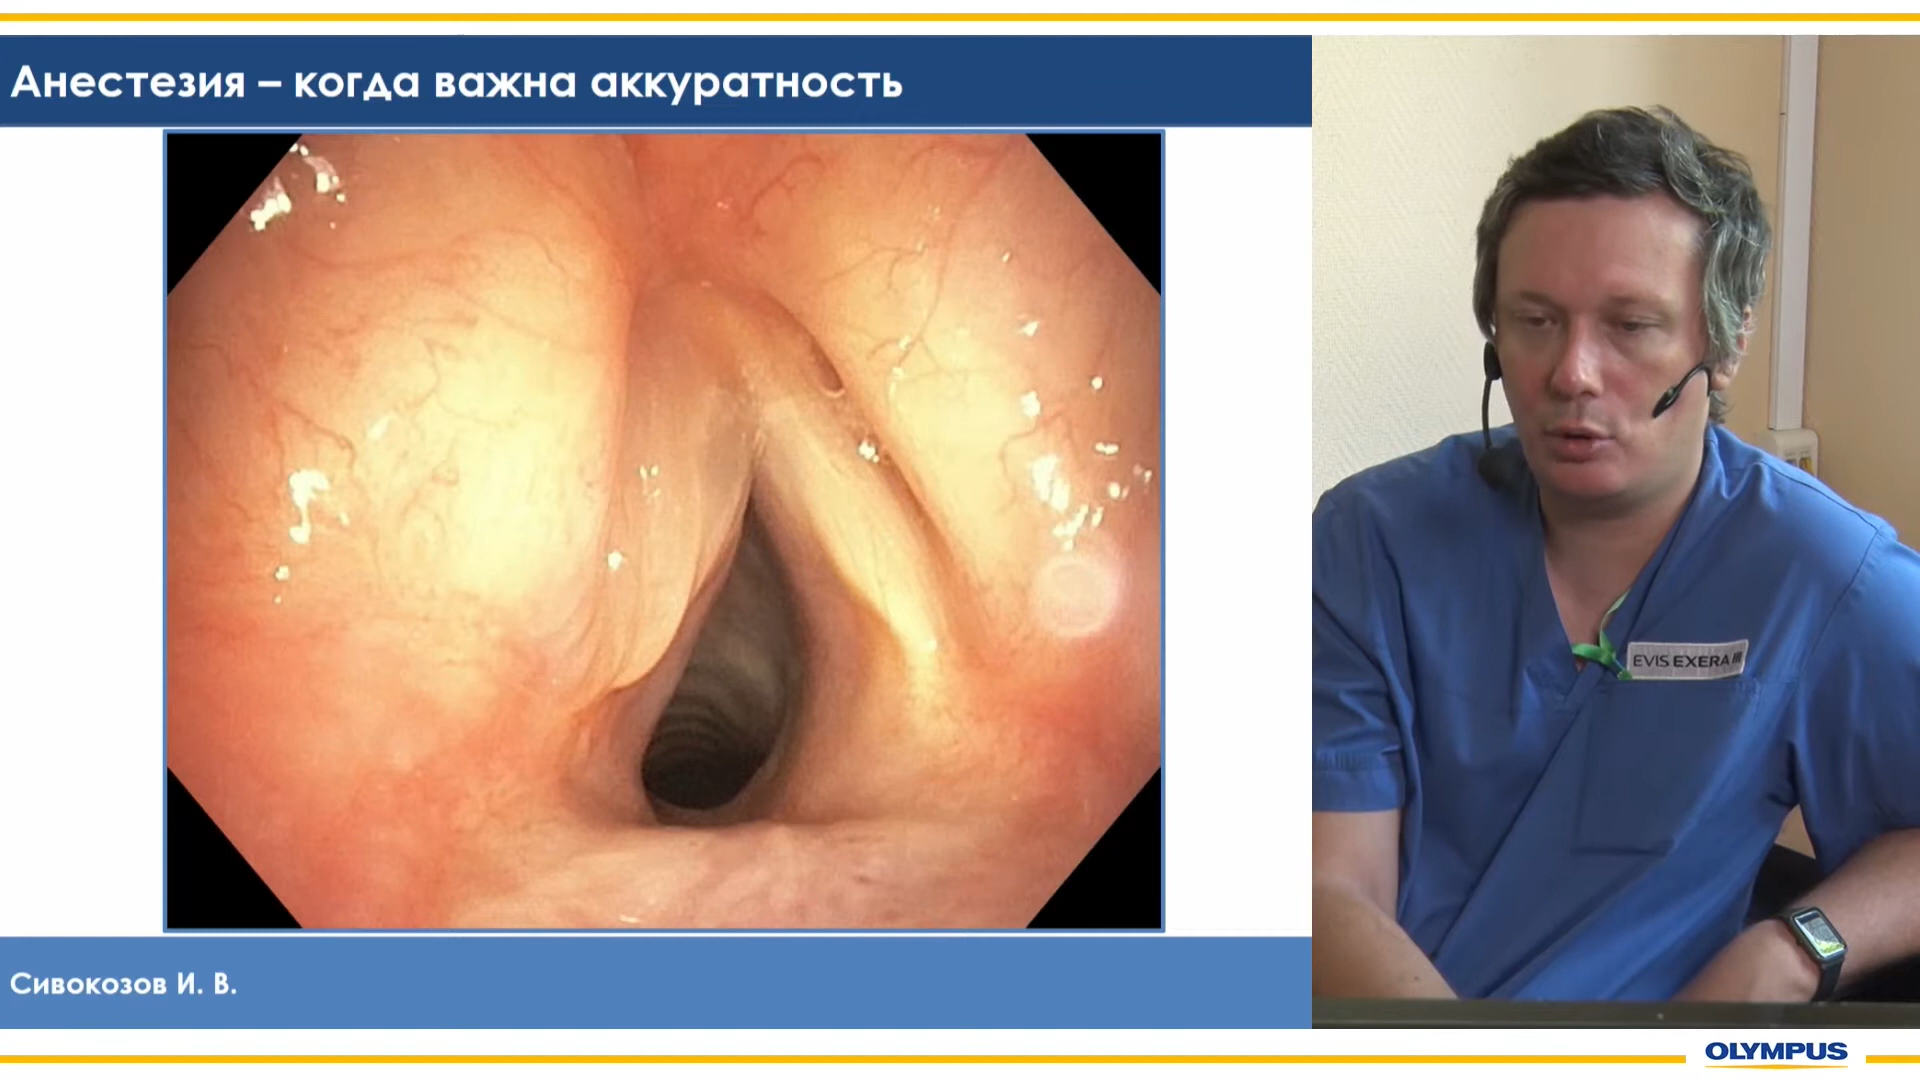 Анестезия – когда важна аккуратность
EVIS EXERA III
Сивокозов И. В.
OLYMPUS